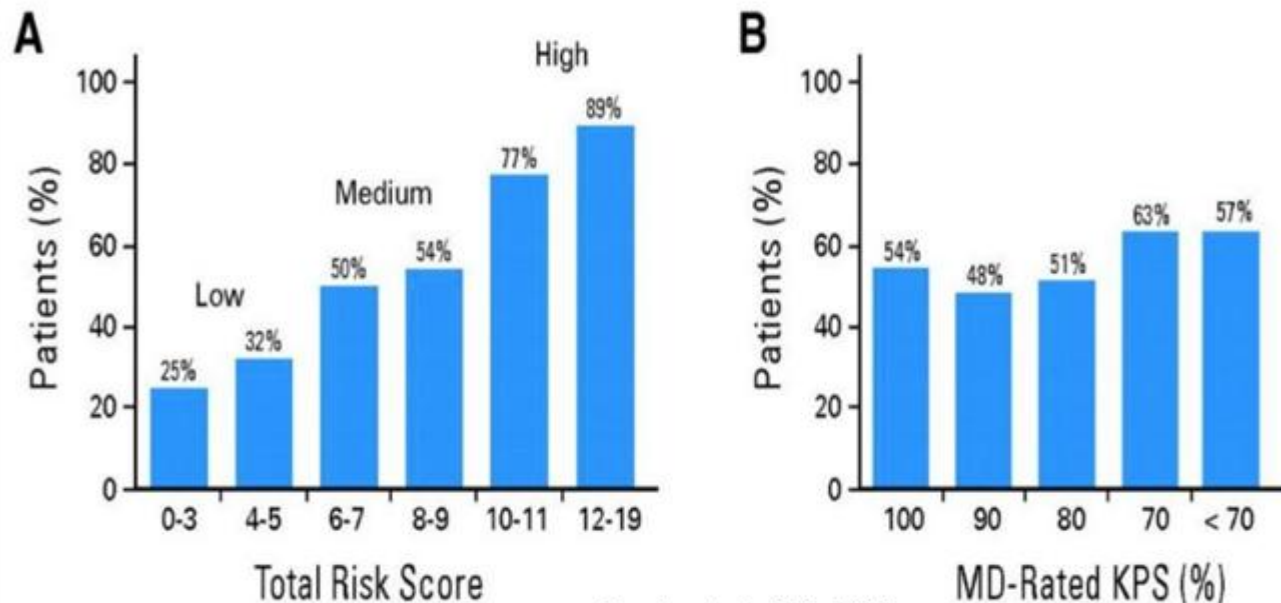 A
High
100
89%
80
77%
Medium
Patients (%)
60
54%
50%
Low
40
32%
25%
20
0
0-3 4-5 6-7 8-9 10-11 12-19
Total Risk Score
B
100
80
Patients (%)
63%
57%
60
54%
51%
48%
40
20
0
100 90 80 70 < 70
MD-Rated KPS (%)